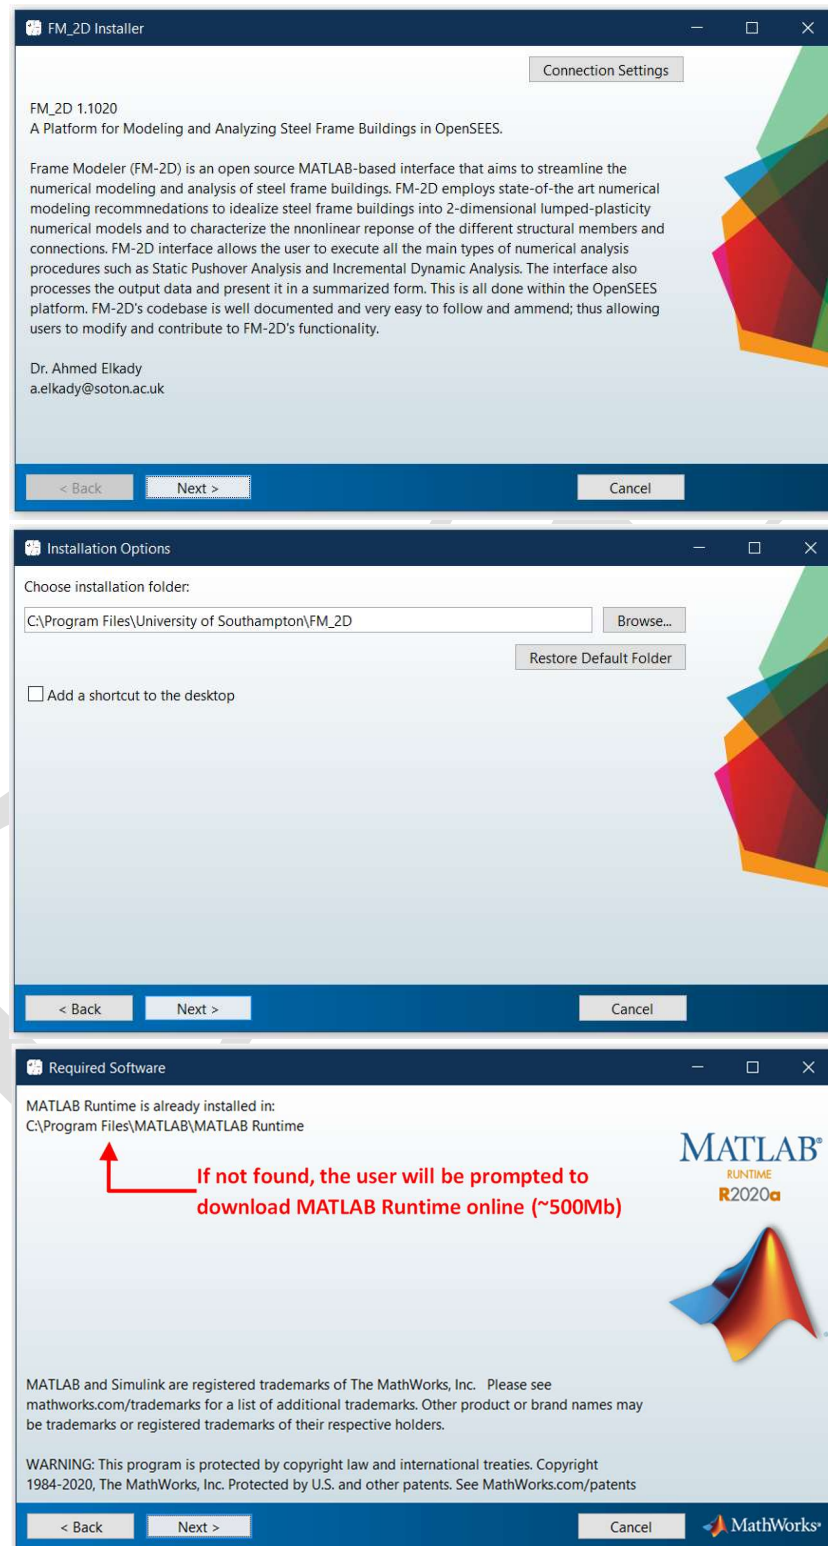 FM_2D Installer
Connection Settings
FM_2D 1.1020
A Platform for Modeling and Analyzing Steel Frame Buildings in OpenSEES.
Frame Modeler (FM-2D) is an open source MATLAB-based interface that aims to streamline the
numerical modeling and analysis of steel frame buildings. FM-2D employs state-of-the art numerical
modeling recommnedations to idealize steel frame buildings into 2-dimensional lumped-plasticity
numerical models and to characterize the nnonlinear reponse of the different structural members and
connections. FM-2D interface allows the user to execute all the main types of numerical analysis
procedures such as Static Pushover Analysis and Incremental Dynamic Analysis. The interface also
processes the output data and present it in a summarized form. This is all done within the OpenSEES
platform. FM-2D's codebase is well documented and very easy to follow and ammend; thus allowing
users to modify and contribute to FM-2D's functionality.
Dr. Ahmed Elkady
a.elkady@soton.ac.uk
< Back Next > Cancel
Installation Options
Choose installation folder:
C:\Program Files\University of Southampton\FM_2D Browse...
Restore Default Folder
Add a shortcut to the desktop
< Back Next > Cancel
Required Software
MATLAB Runtime is already installed in:
C:\Program Files\MATLAB\MATLAB Runtime
MATLAB®
RUNTIME
R2020a
If not found, the user will be prompted to
download MATLAB Runtime online (~500Mb)
MATLAB and Simulink are registered trademarks of The MathWorks, Inc. Please see
mathworks.com/trademarks for a list of additional trademarks. Other product or brand names may
be trademarks or registered trademarks of their respective holders.
WARNING: This program is protected by copyright law and international treaties. Copyright
1984-2020, The MathWorks, Inc. Protected by U.S. and other patents. See MathWorks.com/patents
< Back Next > Cancel MathWorks®